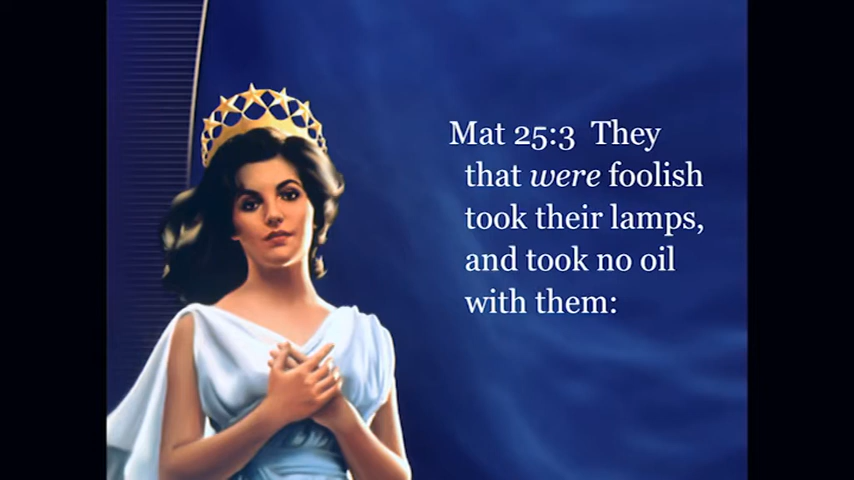 Mat 25:3  They
that were foolish
took their lamps,
and took no oil
with them: